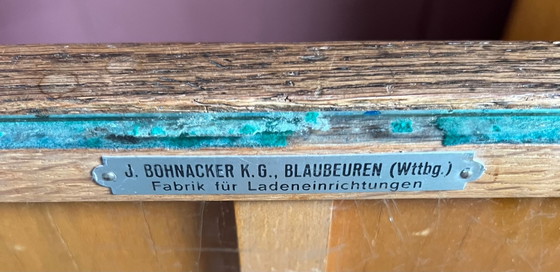 J. BOHNACKER K.G., BLAUBEUREN (Wttbg.)
Fabrik für Ladeneinrichtungen